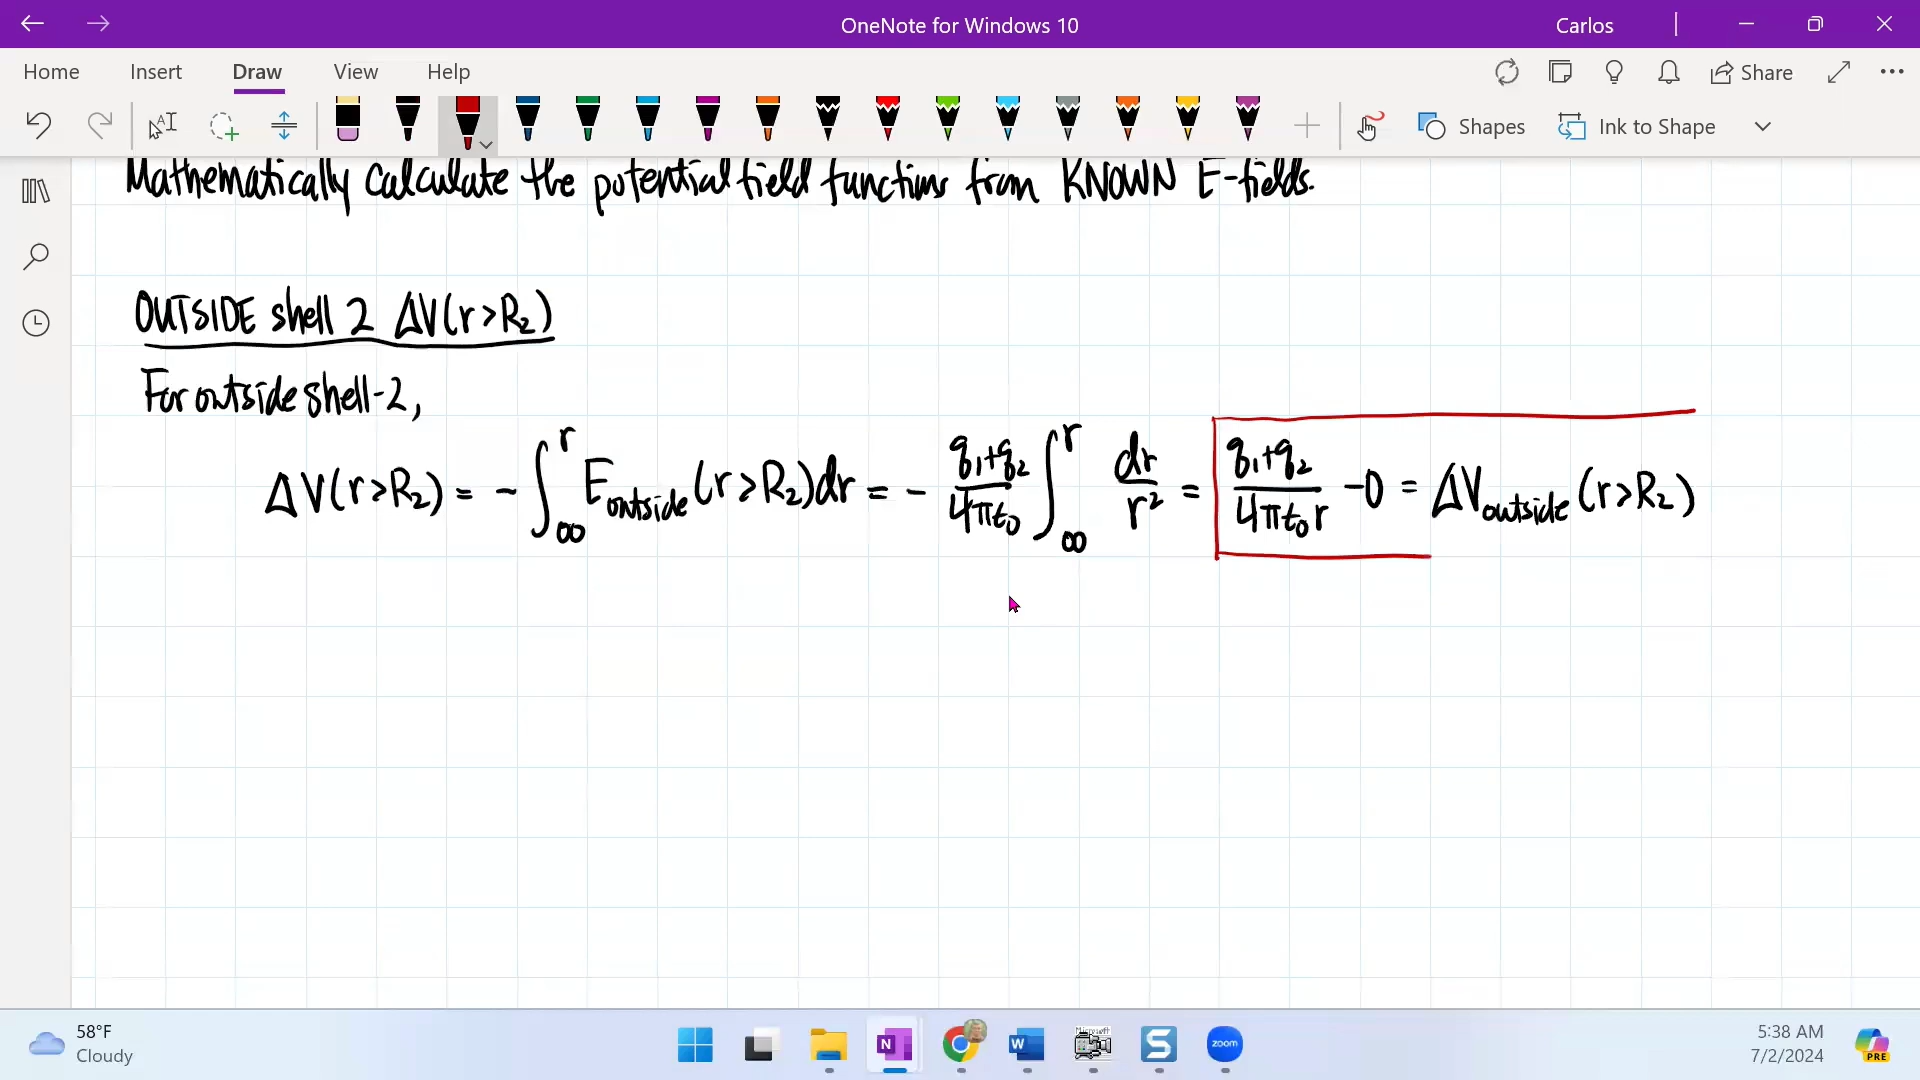 OneNote for Windows 10
Carlos
Home Insert Draw View Help
Share
Shapes Ink to Shape
Mathematically calculate the potential field functions from KNOWN E-fields.
OUTSIDE shell 2 ΔV(r>R₂)
For outside shell-2,
ΔV(r>R₂) = -∫_∞^r E_outside(r>R₂)dr = - (q₁+q₂)/(4πε₀) ∫_∞^r dr/r² = (q₁+q₂)/(4πε₀r) - 0 = ΔV_outside(r>R₂)
58°F
Cloudy
N
W
Microsoft
S
zoom
5:38 AM
7/2/2024
PRE